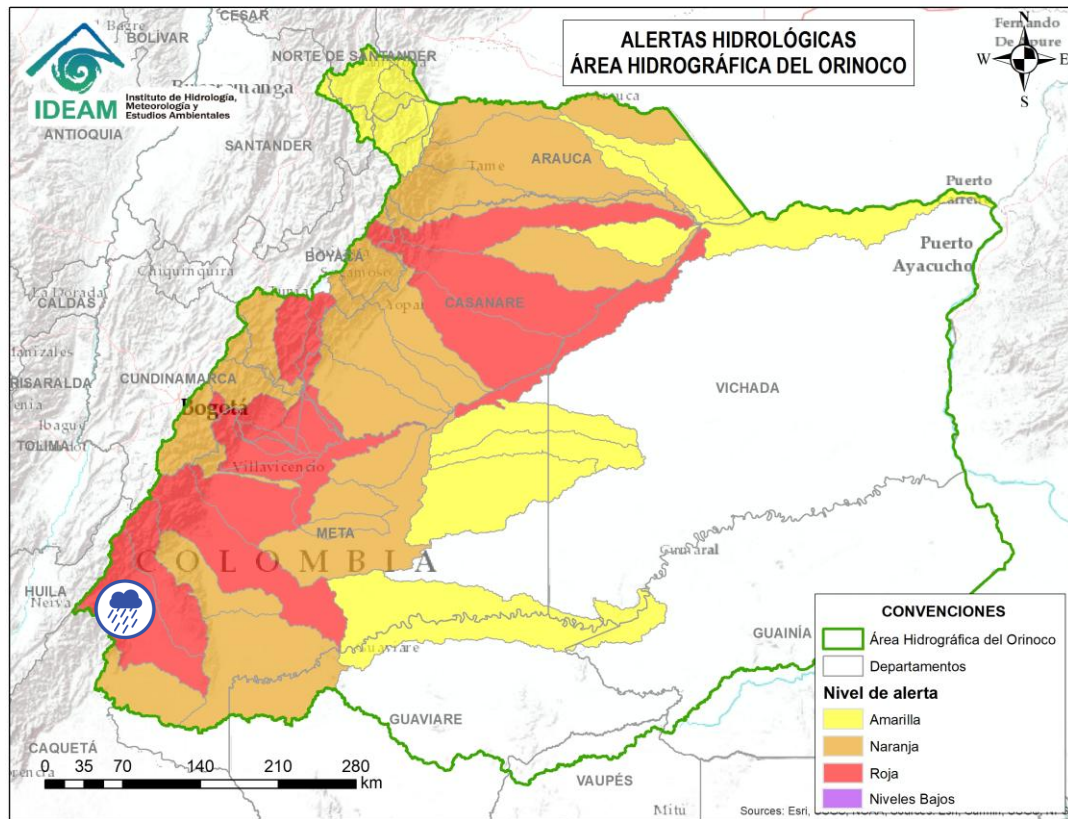 ALERTAS HIDROLÓGICAS
ÁREA HIDROGRÁFICA DEL ORINOCO
N
W E
S
IDEAM
Instituto de Hidrología,
Meteorología y
Estudios Ambientales
CESAR
BOLÍVAR
NORTE DE SANTANDER
Fernando
De Apure
ANTIOQUIA
SANTANDER
ARAUCA
Tame
Puerto
Puerto
Ayacucho
BOYACÁ
Chiquinquira
La Dorada
CALDAS
CASANARE
RISARALDA
CUNDINAMARCA
Bogotá
VICHADA
TOLIMA
Villavicencio
META
COLOMBIA
HUILA
Neiva
GUAINÍA
GUAVIARE
CAQUETÁ
VAUPÉS
Mitú
0 35 70 140 210 280
km
CONVENCIONES
Área Hidrográfica del Orinoco
Departamentos
Nivel de alerta
Amarilla
Naranja
Roja
Niveles Bajos
Sources: Esri,